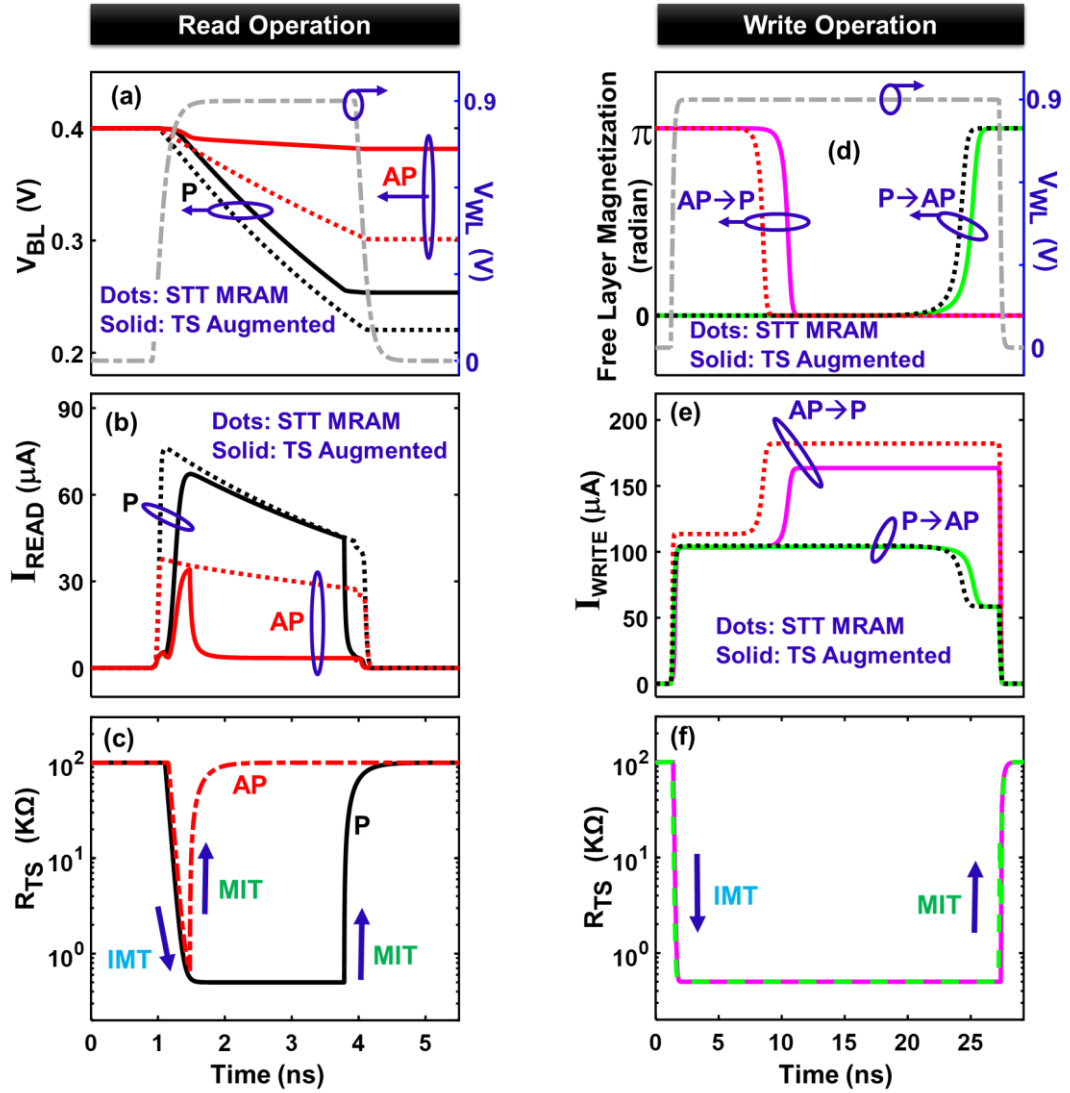 Read Operation
Write Operation
(a)
0.4
0.3
0.2
V_BL (V)
P
AP
0.9
0
V_WL (V)
Dots: STT MRAM
Solid: TS Augmented
(b)
90
60
30
0
I_READ (μA)
Dots: STT MRAM
Solid: TS Augmented
P
AP
(c)
10^2
10^1
10^0
R_TS (KΩ)
AP
P
IMT
MIT
MIT
0 1 2 3 4 5
Time (ns)
(d)
π
0
Free Layer Magnetization
(radian)
AP→P
P→AP
0.9
0
V_WL (V)
Dots: STT MRAM
Solid: TS Augmented
(e)
200
150
100
50
0
I_WRITE (μA)
AP→P
P→AP
Dots: STT MRAM
Solid: TS Augmented
(f)
10^2
10^1
10^0
R_TS (KΩ)
IMT
MIT
0 5 10 15 20 25
Time (ns)